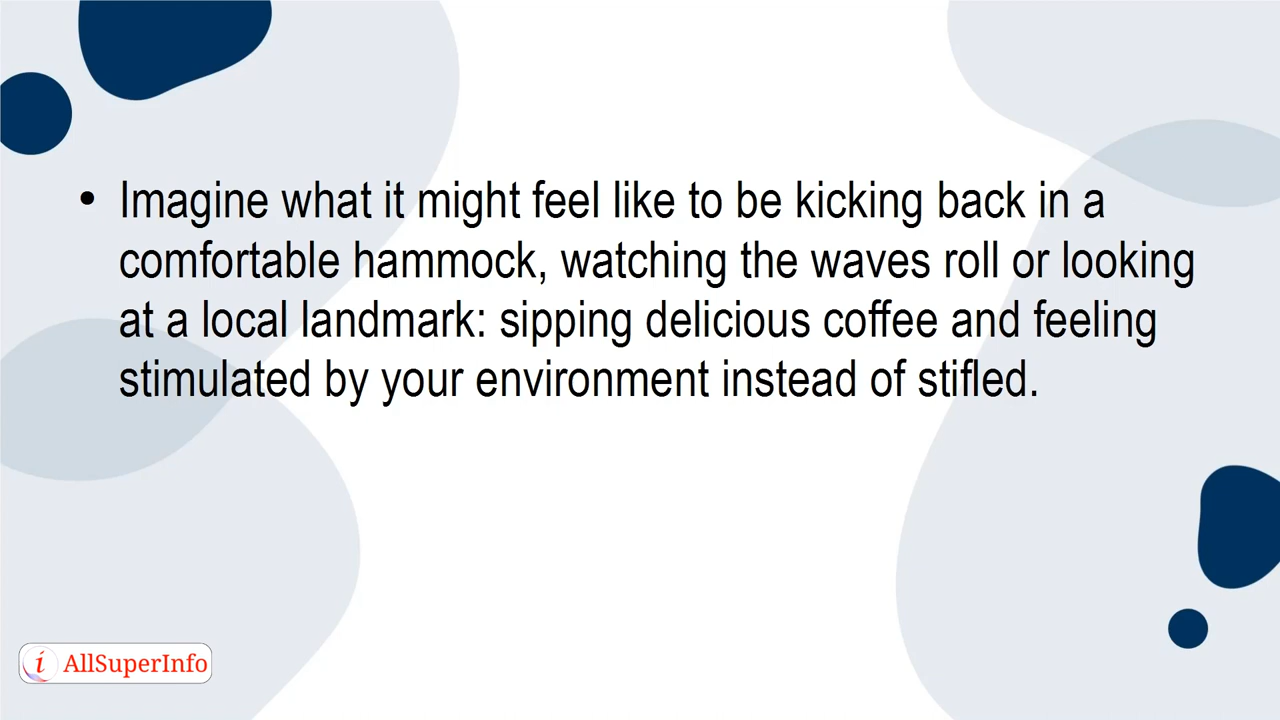 • Imagine what it might feel like to be kicking back in a
comfortable hammock, watching the waves roll or looking
at a local landmark: sipping delicious coffee and feeling
stimulated by your environment instead of stifled.
i AllSuperInfo